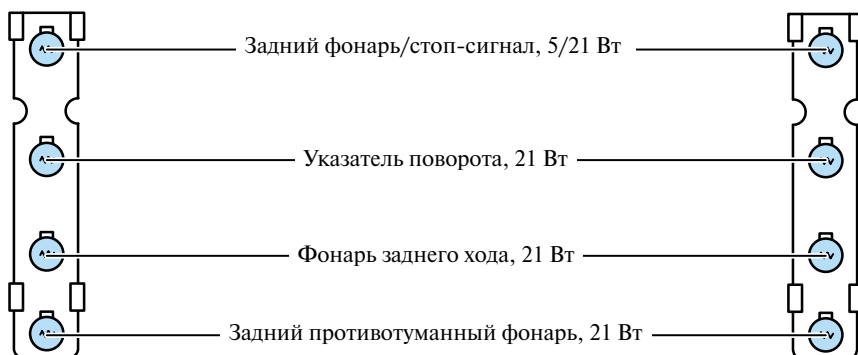 Задний фонарь/стоп-сигнал, 5/21 Вт
Указатель поворота, 21 Вт
Фонарь заднего хода, 21 Вт
Задний противотуманный фонарь, 21 Вт